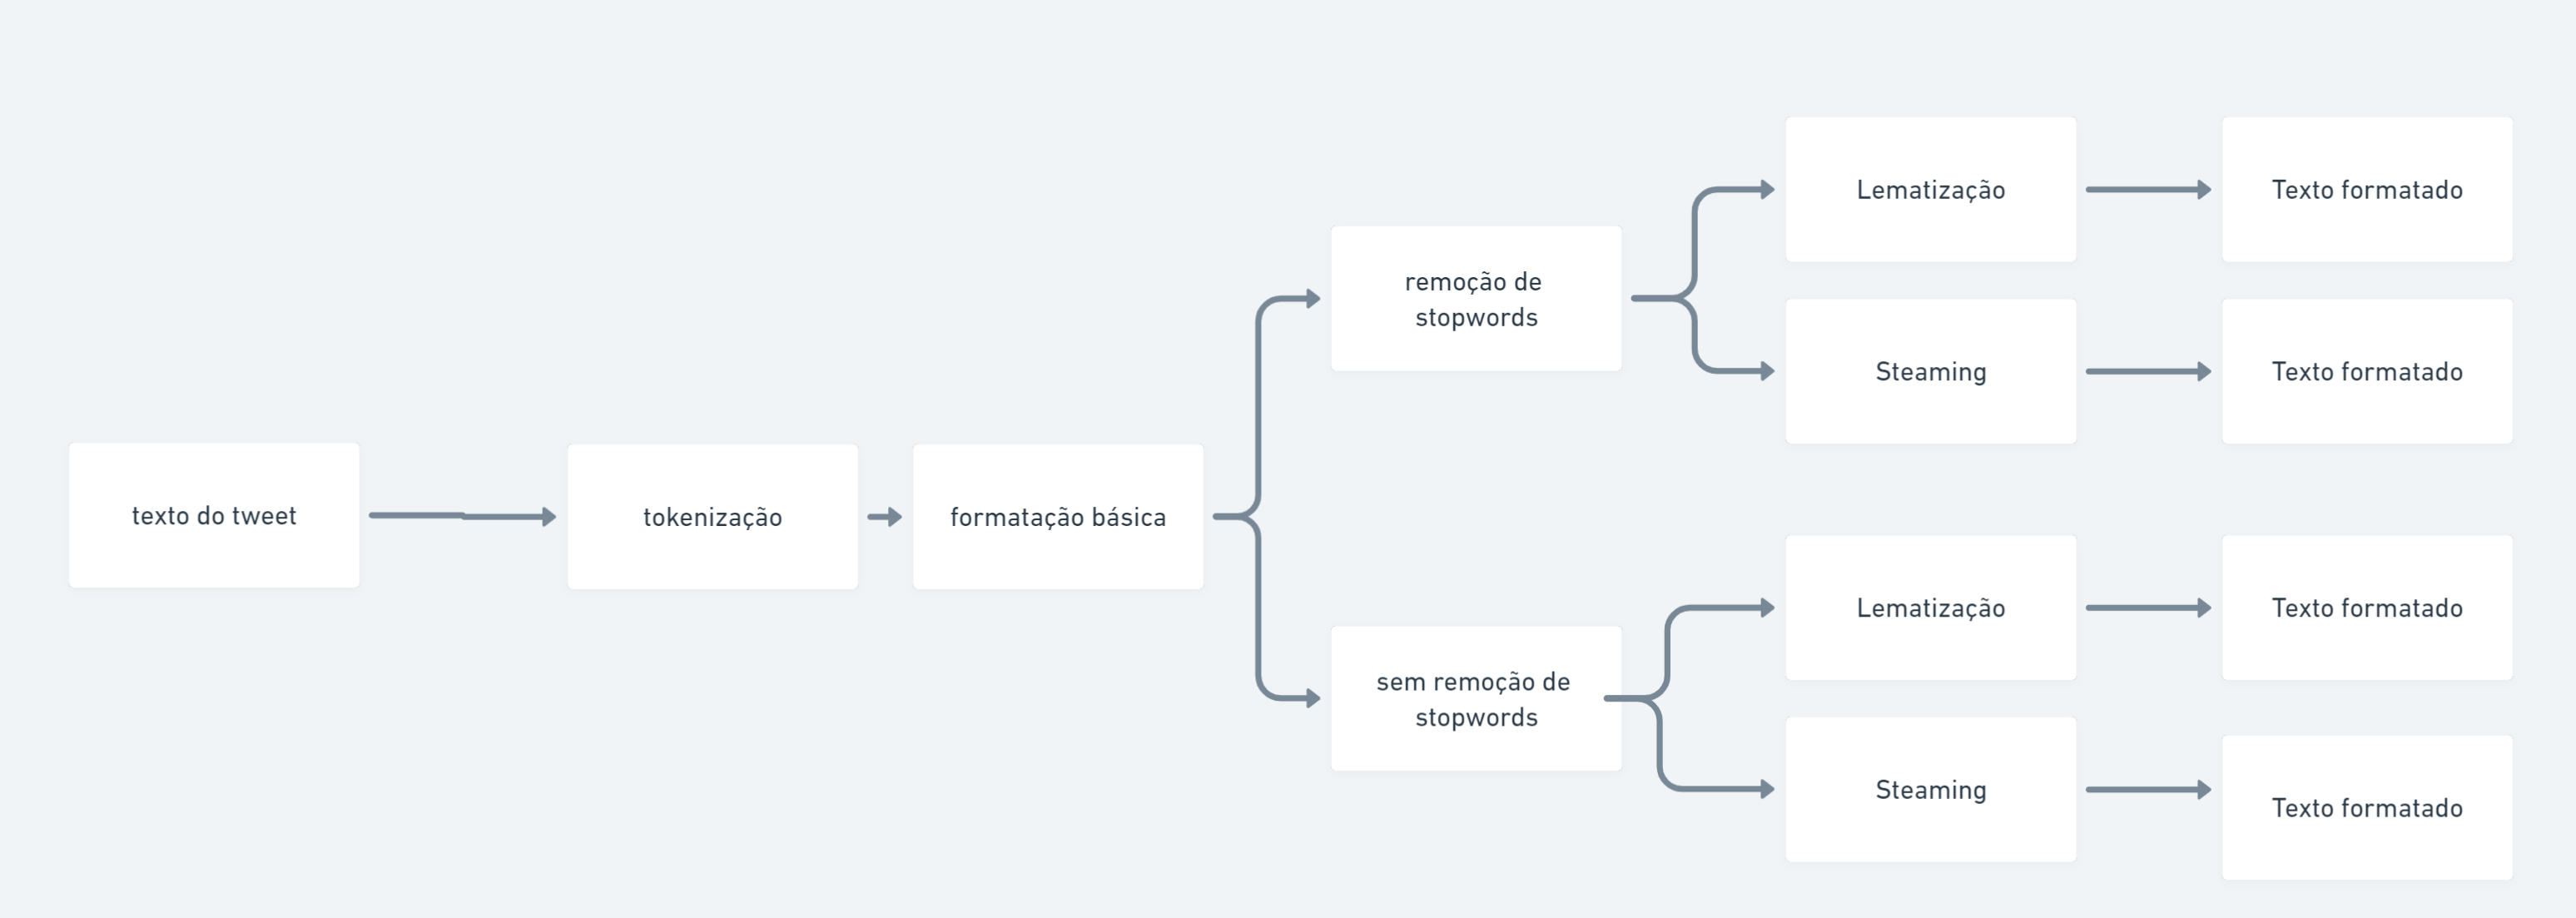 texto do tweet
tokenização
formatação básica
remoção de
stopwords
Lematização
Texto formatado
Steaming
Texto formatado
sem remoção de
stopwords
Lematização
Texto formatado
Steaming
Texto formatado